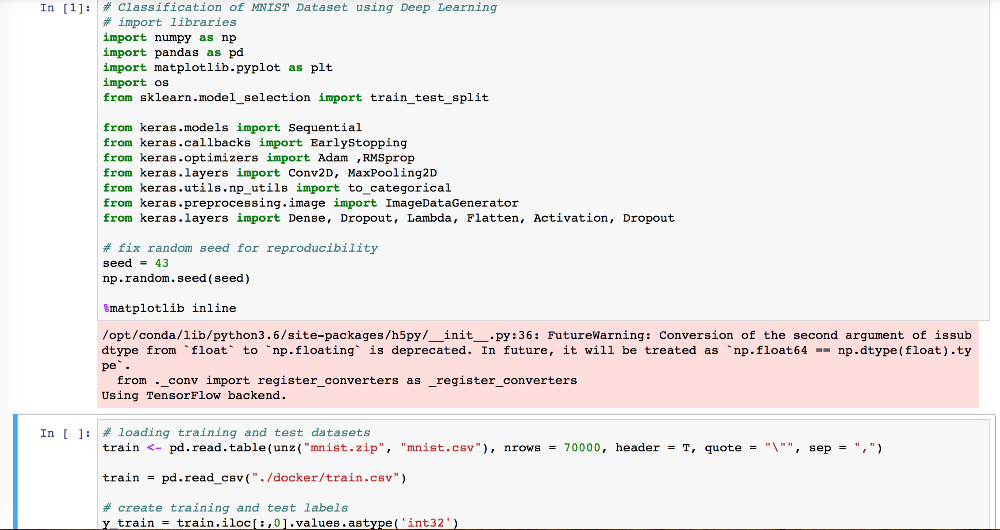 In [1]:
# Classification of MNIST Dataset using Deep Learning
# import libraries
import numpy as np
import pandas as pd
import matplotlib.pyplot as plt
import os
from sklearn.model_selection import train_test_split
from keras.models import Sequential
from keras.callbacks import EarlyStopping
from keras.optimizers import Adam ,RMSprop
from keras.layers import Conv2D, MaxPooling2D
from keras.utils.np_utils import to_categorical
from keras.preprocessing.image import ImageDataGenerator
from keras.layers import Dense, Dropout, Lambda, Flatten, Activation, Dropout
# fix random seed for reproducibility
seed = 43
np.random.seed(seed)
%matplotlib inline
/opt/conda/lib/python3.6/site-packages/h5py/__init__.py:36: FutureWarning: Conversion of the second argument of issub
dtype from `float` to `np.floating` is deprecated. In future, it will be treated as `np.float64 == np.dtype(float).ty
pe`.
  from ._conv import register_converters as _register_converters
Using TensorFlow backend.
In [ ]:
# loading training and test datasets
train <- pd.read.table(unz("mnist.zip", "mnist.csv"), nrows = 70000, header = T, quote = "\"", sep = ",")
train = pd.read_csv("./docker/train.csv")
# create training and test labels
y_train = train.iloc[:,0].values.astype('int32')